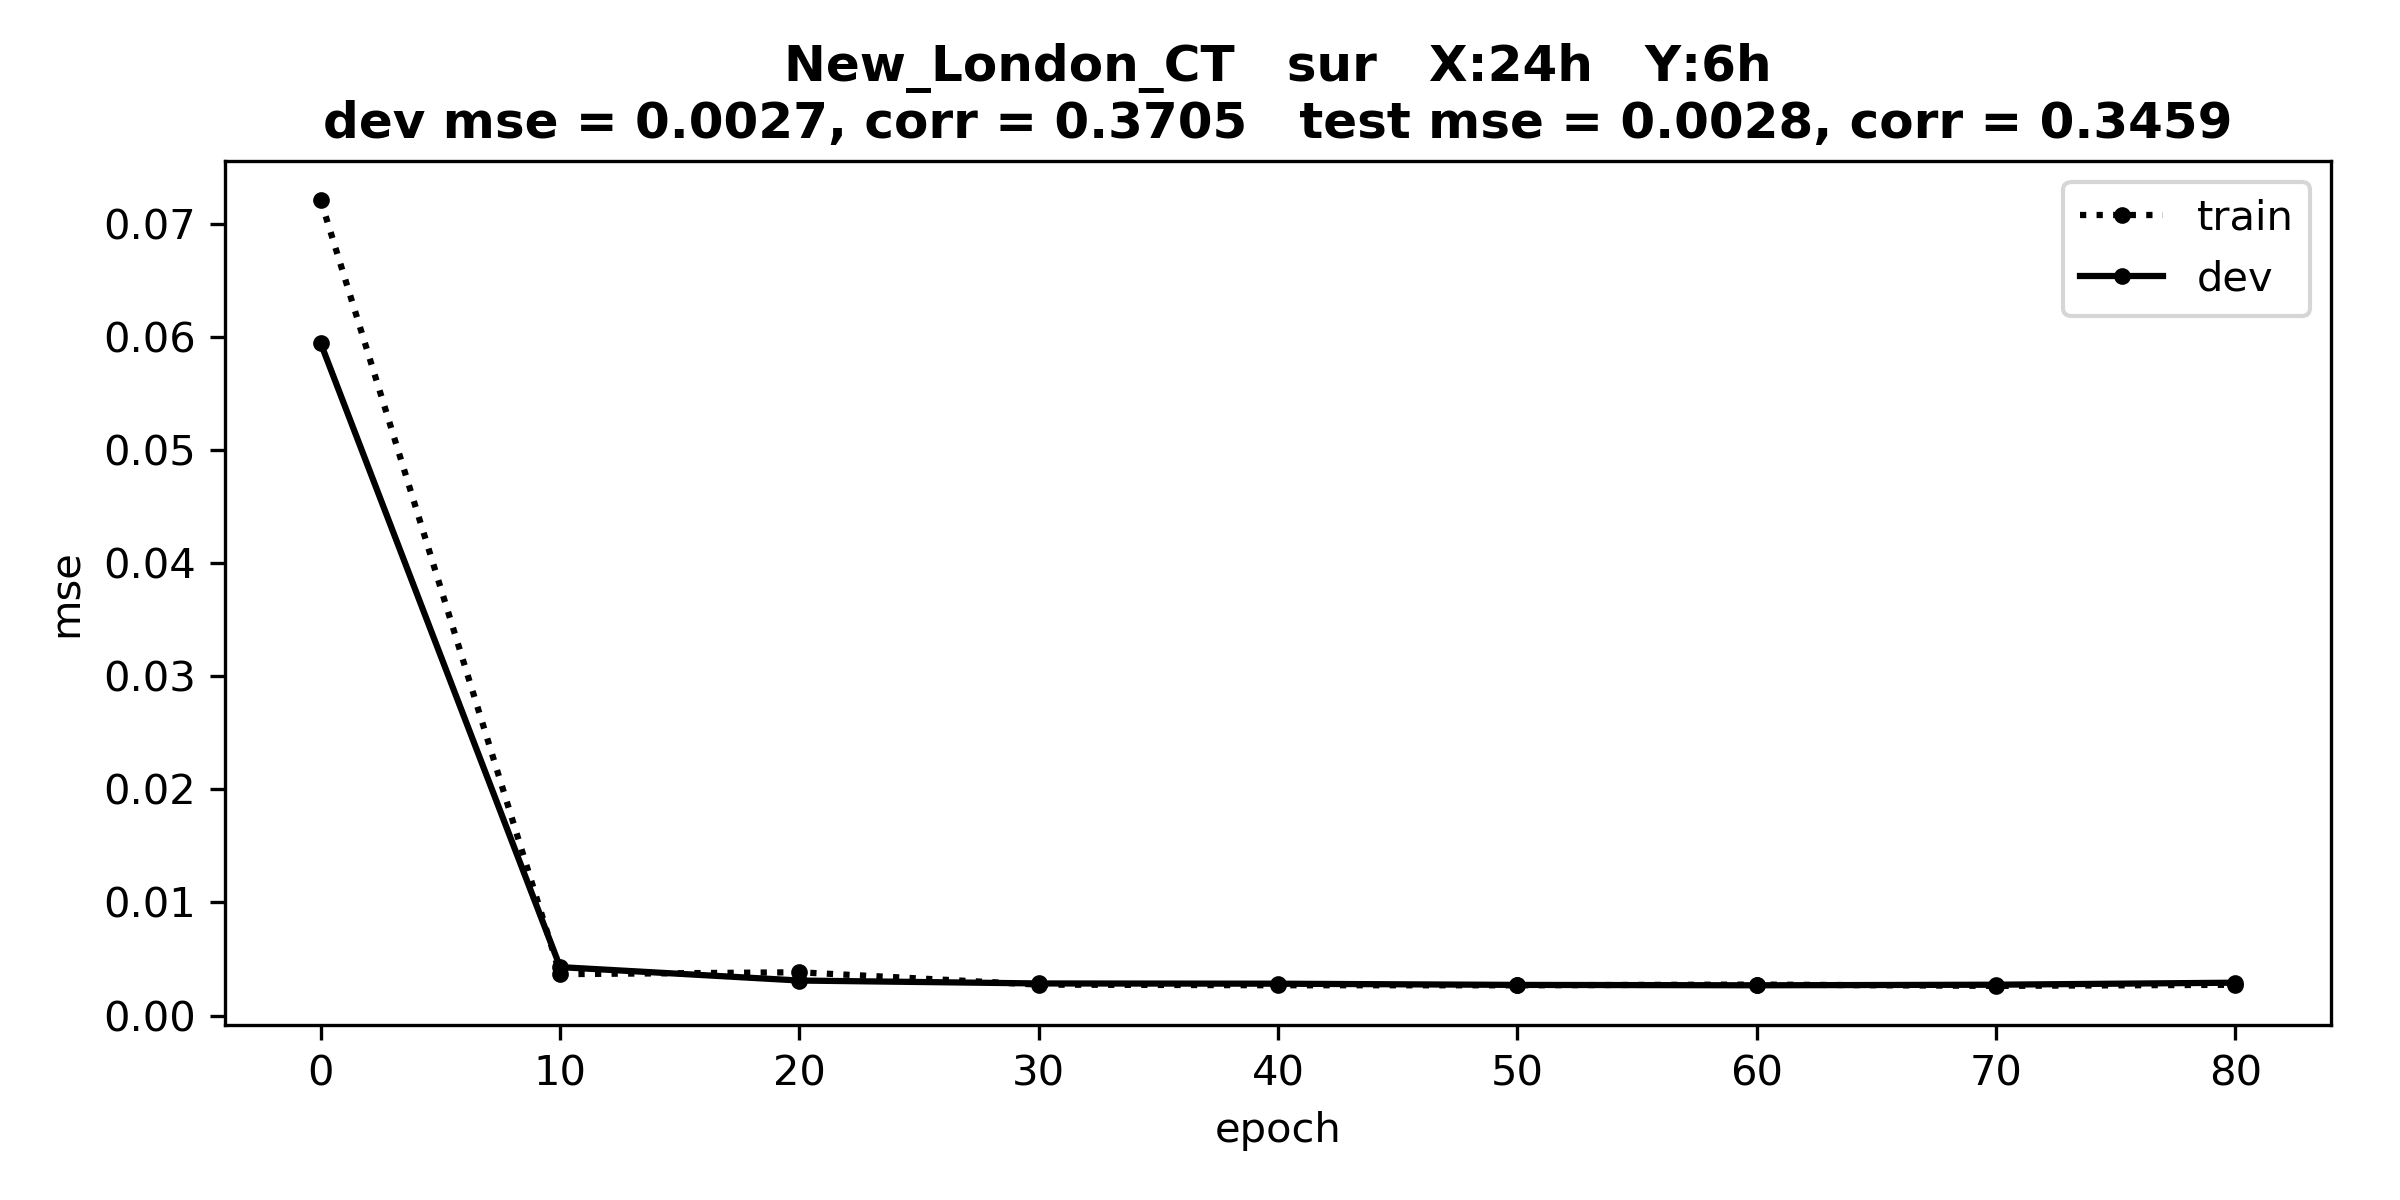 New_London_CT sur X:24h Y:6h
dev mse = 0.0027, corr = 0.3705 test mse = 0.0028, corr = 0.3459
train
dev
mse
0.07
0.06
0.05
0.04
0.03
0.02
0.01
0.00
0 10 20 30 40 50 60 70 80
epoch